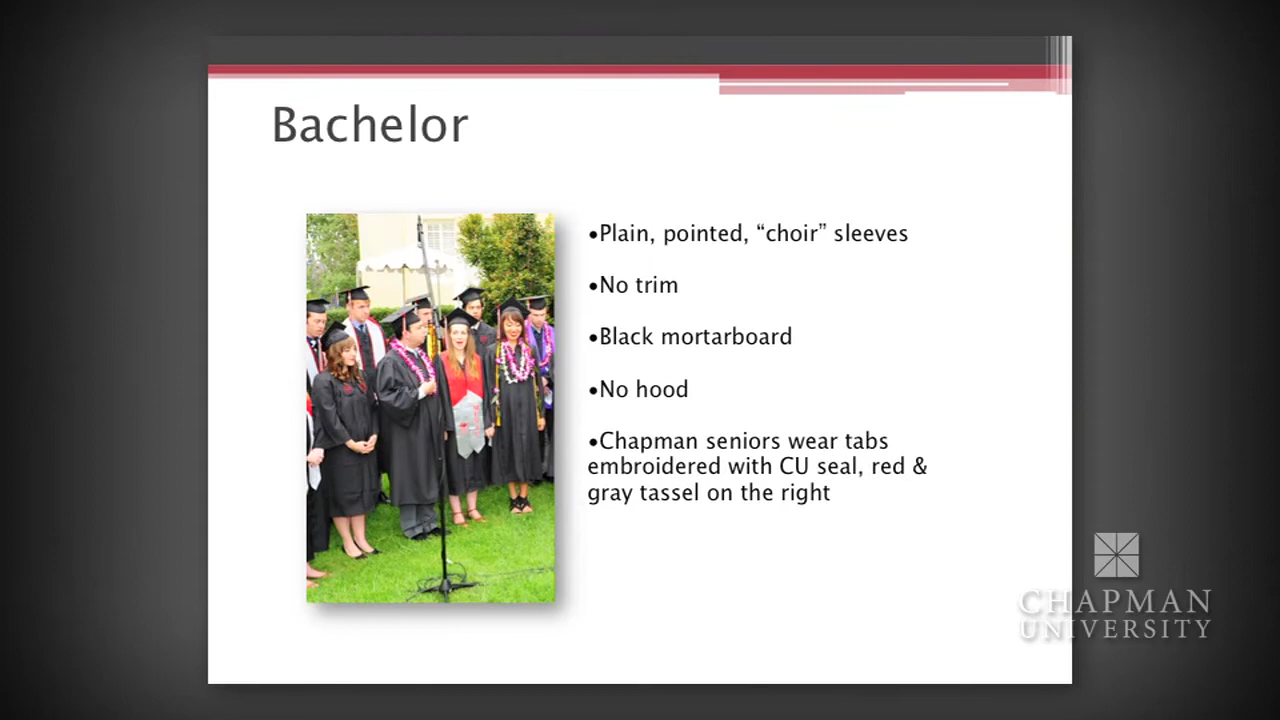 Bachelor
•Plain, pointed, “choir” sleeves
•No trim
•Black mortarboard
•No hood
•Chapman seniors wear tabs
embroidered with CU seal, red &
gray tassel on the right
CHAPMAN
UNIVERSITY